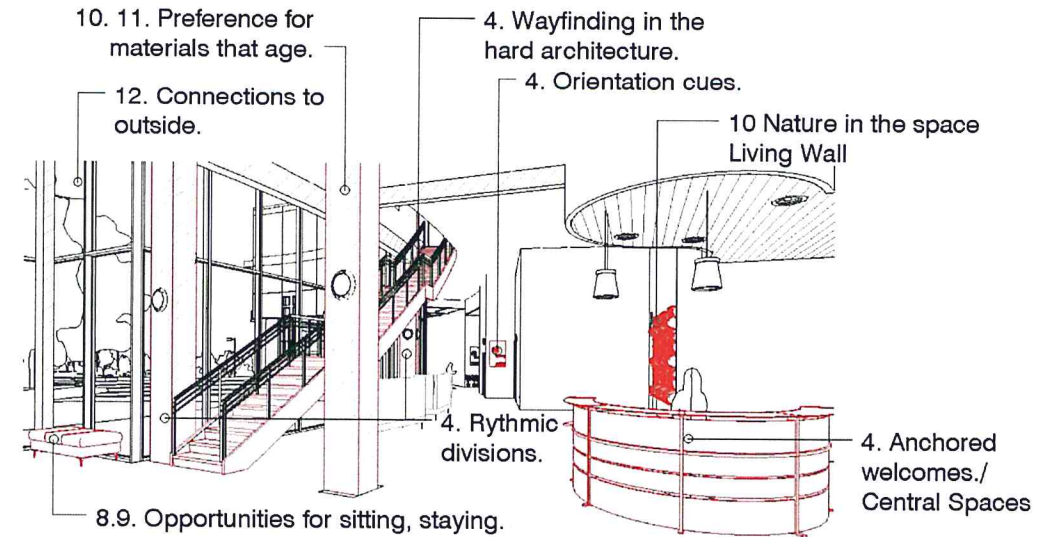 10. 11. Preference for
materials that age.
4. Wayfinding in the
hard architecture.
4. Orientation cues.
12. Connections to
outside.
10 Nature in the space
Living Wall
4. Rythmic
divisions.
4. Anchored
welcomes./
Central Spaces
8.9. Opportunities for sitting, staying.